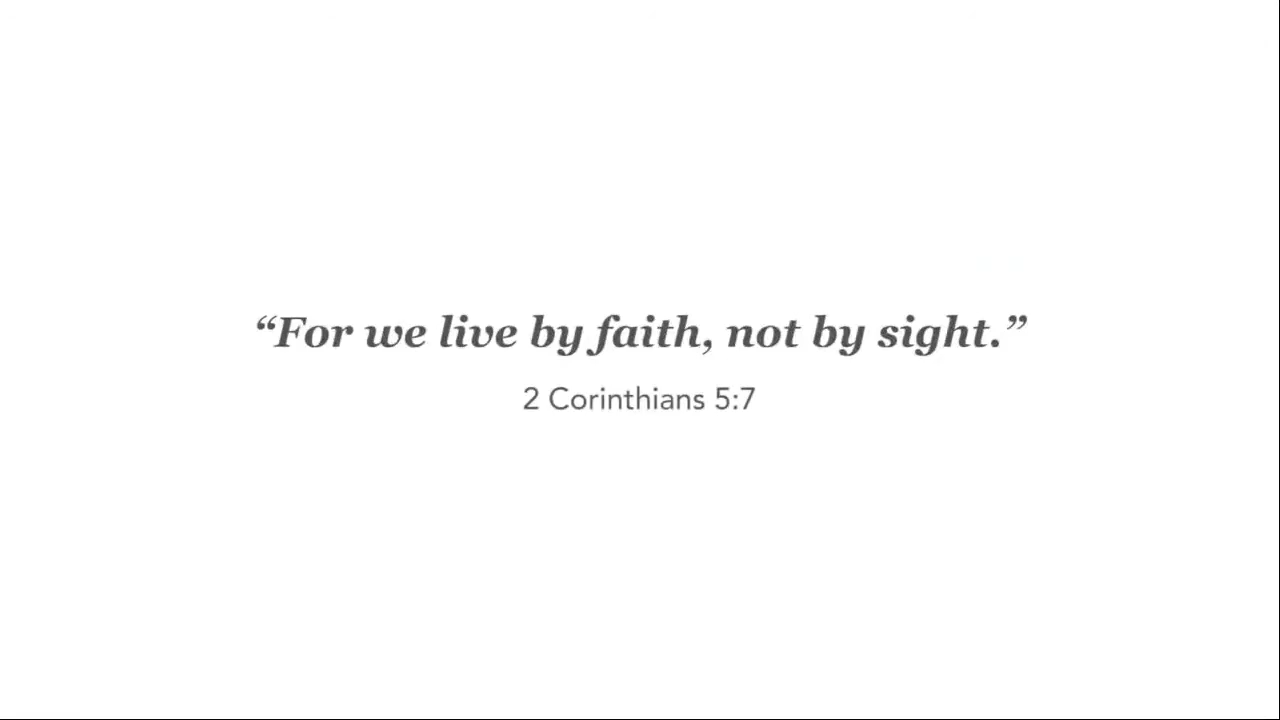 “For we live by faith, not by sight.”
2 Corinthians 5:7